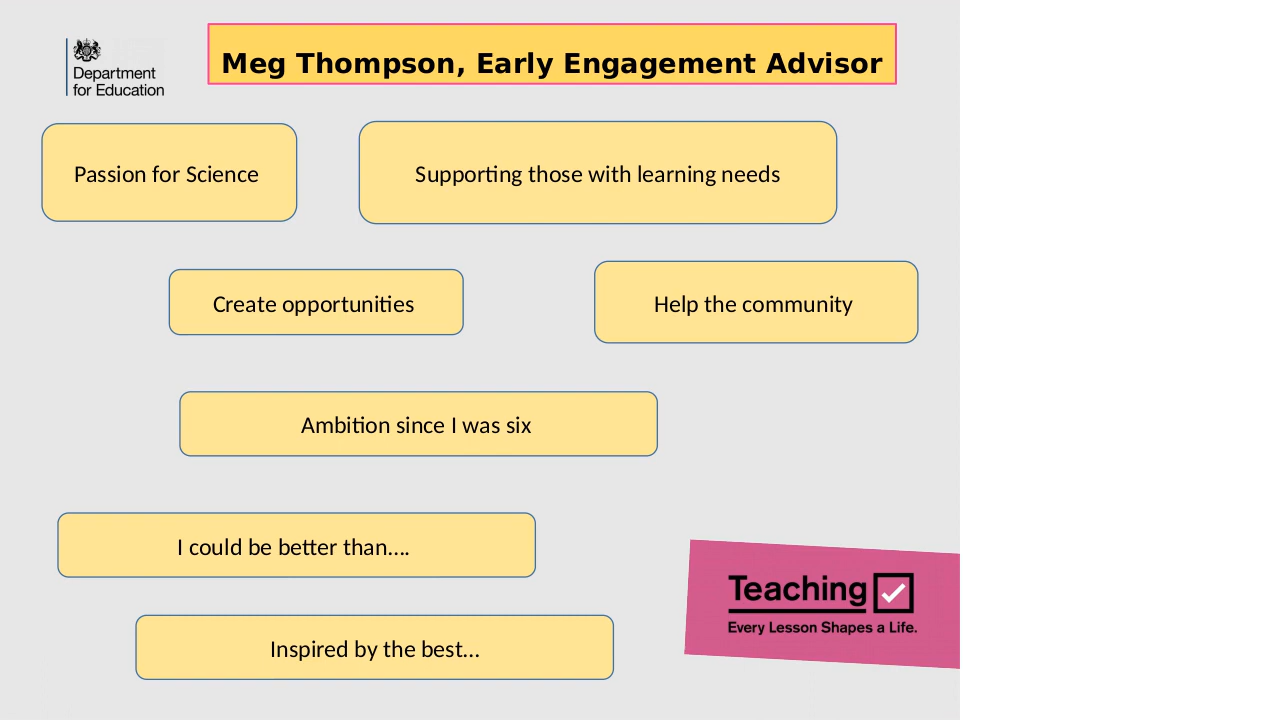 Meg Thompson, Early Engagement Advisor
Department
for Education
Passion for Science
Supporting those with learning needs
Create opportunities
Help the community
Ambition since I was six
I could be better than....
Inspired by the best...
Teaching
Every Lesson Shapes a Life.